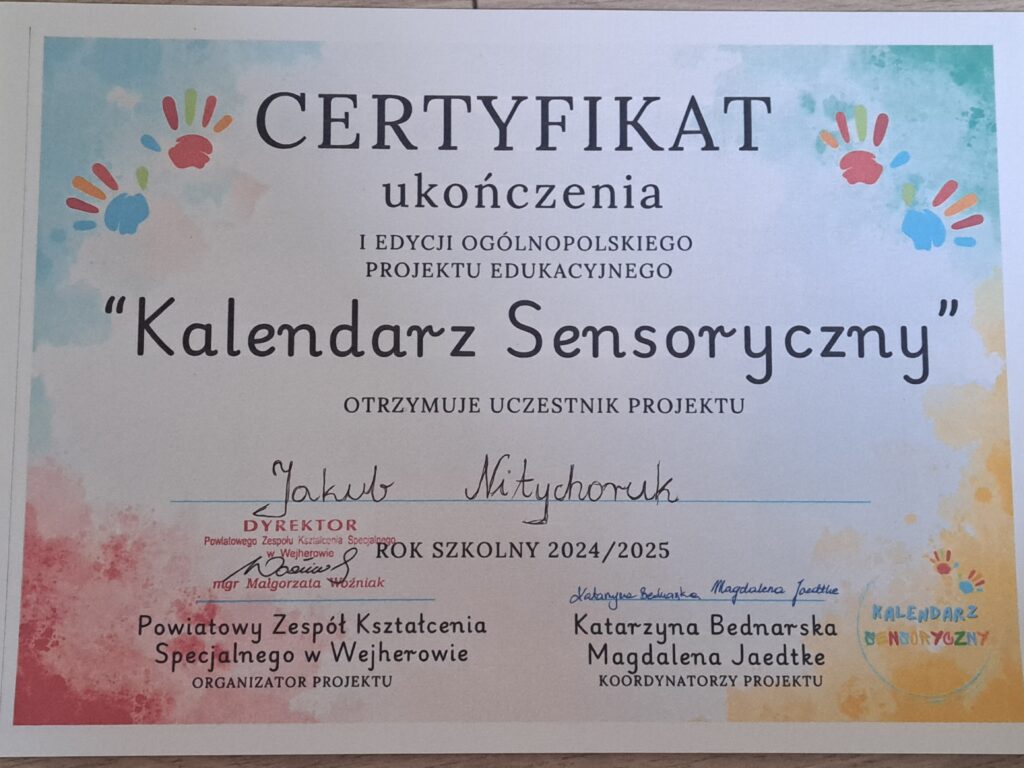 CERTYFIKAT
ukończenia
I EDYCJI OGÓLNOPOLSKIEGO
PROJEKTU EDUKACYJNEGO
“Kalendarz Sensoryczny”
OTRZYMUJE UCZESTNIK PROJEKTU
Jakub Nitychoruk
DYREKTOR
Powiatowego Zespołu Kształcenia Specjalnego
w Wejherowie
mgr Małgorzata Woźniak
ROK SZKOLNY 2024/2025
Powiatowy Zespół Kształcenia
Specjalnego w Wejherowie
ORGANIZATOR PROJEKTU
Katarzyna Bednarska Magdalena Jaedtke
Katarzyna Bednarska
Magdalena Jaedtke
KOORDYNATORZY PROJEKTU
KALENDARZ
SENSORYCZNY